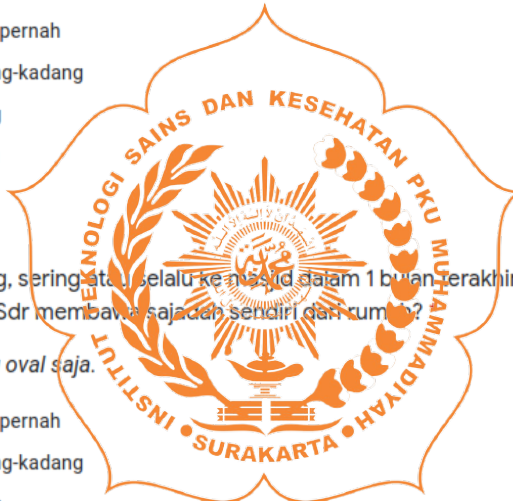 pernah
g-kadang
g, sering atau selalu ke masjid dalam 1 bulan terakhir
Sdr membawa sajadah sendiri dari rumah?
oval saja.
pernah
g-kadang
INSTITUT TEKNOLOGI SAINS DAN KESEHATAN PKU MUHAMMADIYAH
SURAKARTA